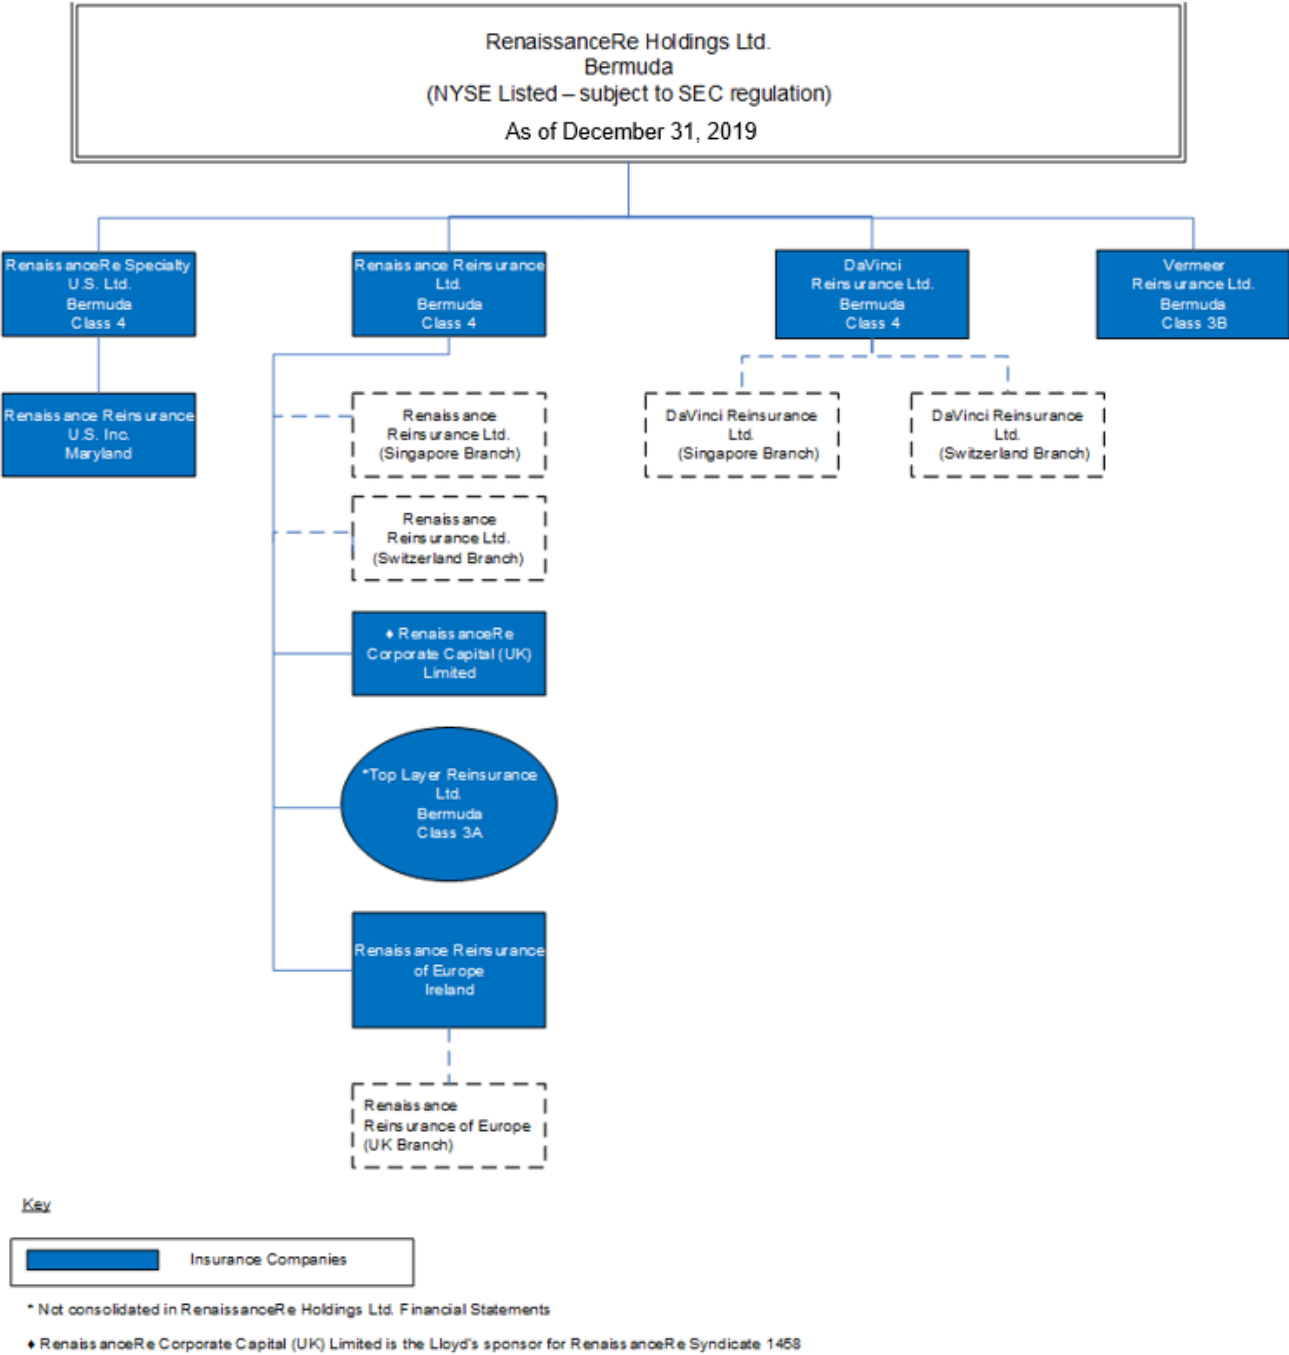 RenaissanceRe Holdings Ltd.
Bermuda
(NYSE Listed – subject to SEC regulation)
As of December 31, 2019
RenaissanceRe Specialty
U.S. Ltd.
Bermuda
Class 4
Renaissance Reinsurance
Ltd.
Bermuda
Class 4
DaVinci
Reinsurance Ltd.
Bermuda
Class 4
Vermeer
Reinsurance Ltd.
Bermuda
Class 3B
Renaissance Reinsurance
U.S. Inc.
Maryland
Renaissance
Reinsurance Ltd.
(Singapore Branch)
DaVinci Reinsurance
Ltd.
(Singapore Branch)
DaVinci Reinsurance
Ltd.
(Switzerland Branch)
Renaissance
Reinsurance Ltd.
(Switzerland Branch)
♦ RenaissanceRe
Corporate Capital (UK)
Limited
*Top Layer Reinsurance
Ltd.
Bermuda
Class 3A
Renaissance Reinsurance
of Europe
Ireland
Renaissance
Reinsurance of Europe
(UK Branch)
Key
Insurance Companies
* Not consolidated in RenaissanceRe Holdings Ltd. Financial Statements
♦ RenaissanceRe Corporate Capital (UK) Limited is the Lloyd's sponsor for RenaissanceRe Syndicate 1458